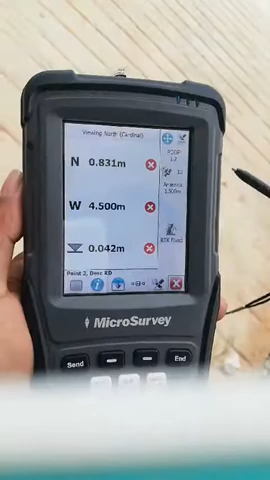 Viewing North (Cardinal)
N 0.831m
W 4.500m
0.042m
PDOP
1.2
Antenna
1.500m
RTK Fixed
Point 2, Desc KD
MicroSurvey
Send
End